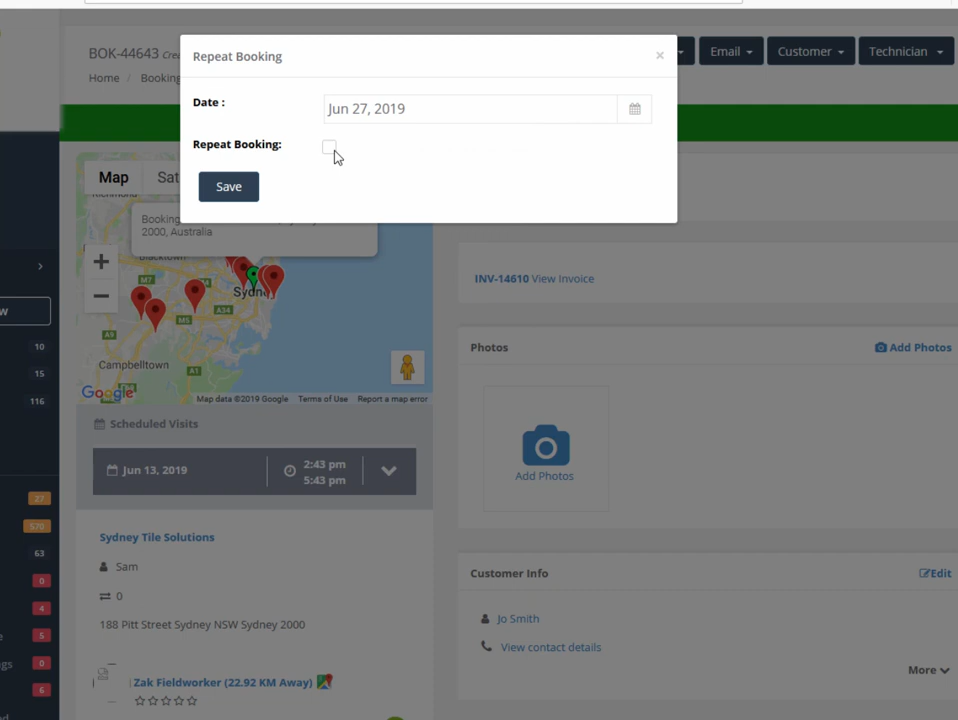 BOK-44643
Home / Booking
Email
Customer
Technician
Repeat Booking
×
Date :
Jun 27, 2019
Repeat Booking:
Save
Map
2000, Australia
Blacktown
M7
M5
A34
A39
A1
Campbelltown
Google
Map data ©2019 Google
Terms of Use
Report a map error
Scheduled Visits
Jun 13, 2019
2:43 pm
5:43 pm
Sydney Tile Solutions
Sam
0
188 Pitt Street Sydney NSW Sydney 2000
Zak Fieldworker (22.92 KM Away)
INV-14610 View Invoice
Photos
Add Photos
Add Photos
Customer Info
Edit
Jo Smith
View contact details
More
10
15
116
27
570
63
0
4
5
0
6